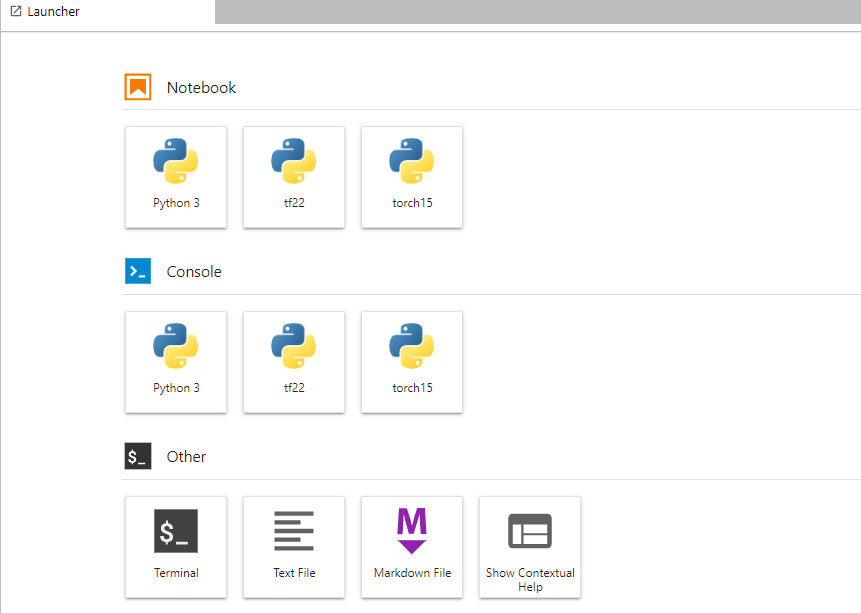 Launcher
Notebook
Python 3
tf22
torch15
Console
Python 3
tf22
torch15
$_
Other
$_
M
Terminal
Text File
Markdown File
Show Contextual
Help